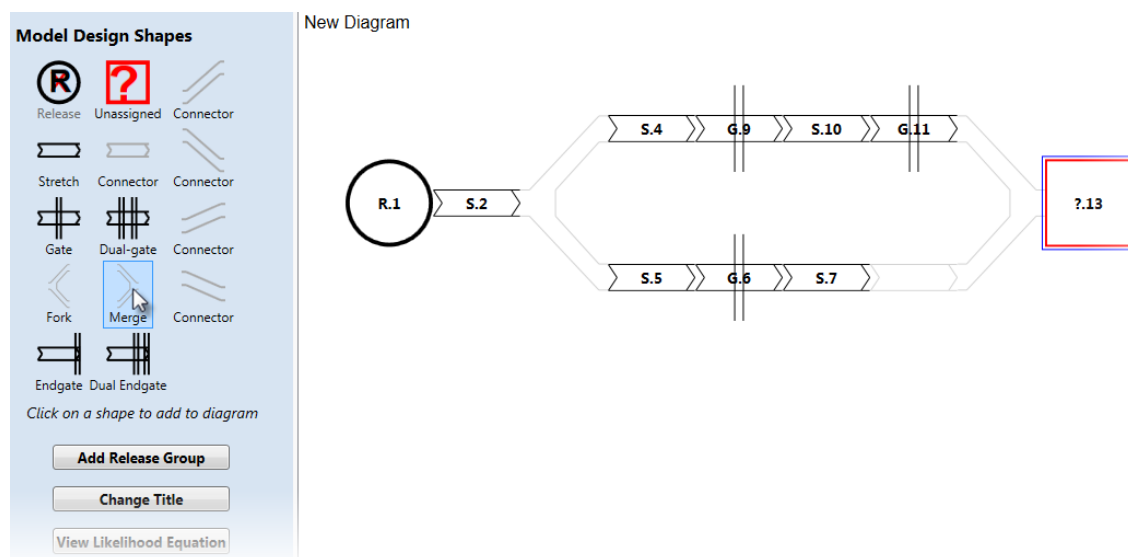 New Diagram
Model Design Shapes
R
?
Release
Unassigned
Connector
Stretch
Connector
Connector
Gate
Dual-gate
Connector
Fork
Merge
Connector
Endgate
Dual Endgate
Click on a shape to add to diagram
Add Release Group
Change Title
View Likelihood Equation
S.4
G.9
S.10
G.11
R.1
S.2
?.13
S.5
G.6
S.7